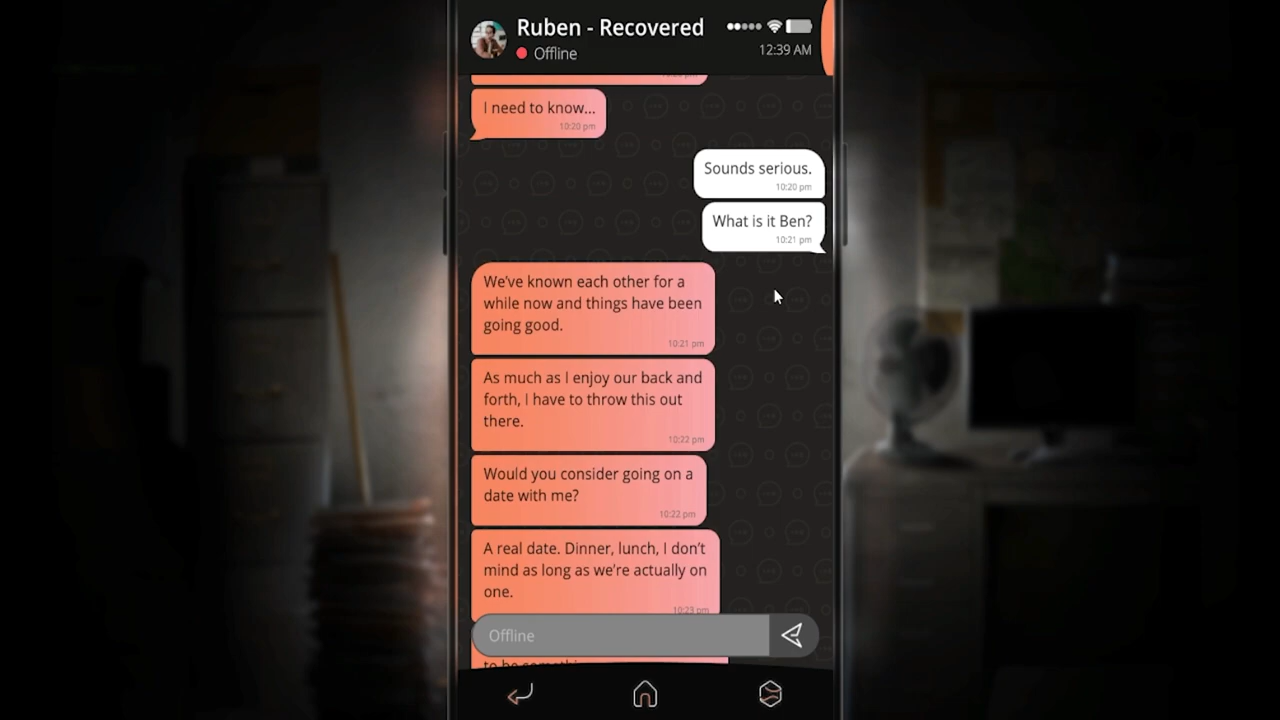 Ruben - Recovered
Offline
12:39 AM
I need to know...
10:20 pm
Sounds serious.
10:20 pm
What is it Ben?
10:21 pm
We've known each other for a
while now and things have been
going good.
10:21 pm
As much as I enjoy our back and
forth, I have to throw this out
there.
10:22 pm
Would you consider going on a
date with me?
10:22 pm
A real date. Dinner, lunch, I don't
mind as long as we're actually on
one.
10:23 pm
Offline
to be